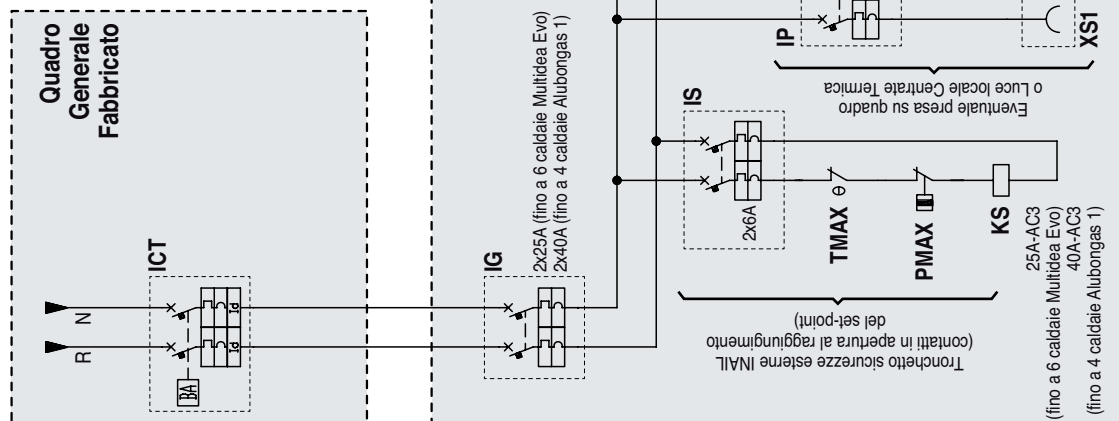 Quadro
Generale
Fabbricato
ICT
N
R
BA
Id
Id
IG
2x25A (fino a 6 caldaie Multidea Evo)
2x40A (fino a 4 caldaie Alubongas 1)
IP
XS1
Eventuale presa su quadro
o Luce locale Centrale Termica
IS
2x6A
TMAX
PMAX
KS
25A-AC3
(fino a 6 caldaie Multidea Evo)
40A-AC3
(fino a 4 caldaie Alubongas 1)
Tronchetto sicurezze esterne INAIL
(contatti in apertura al raggiungimento
del set-point)